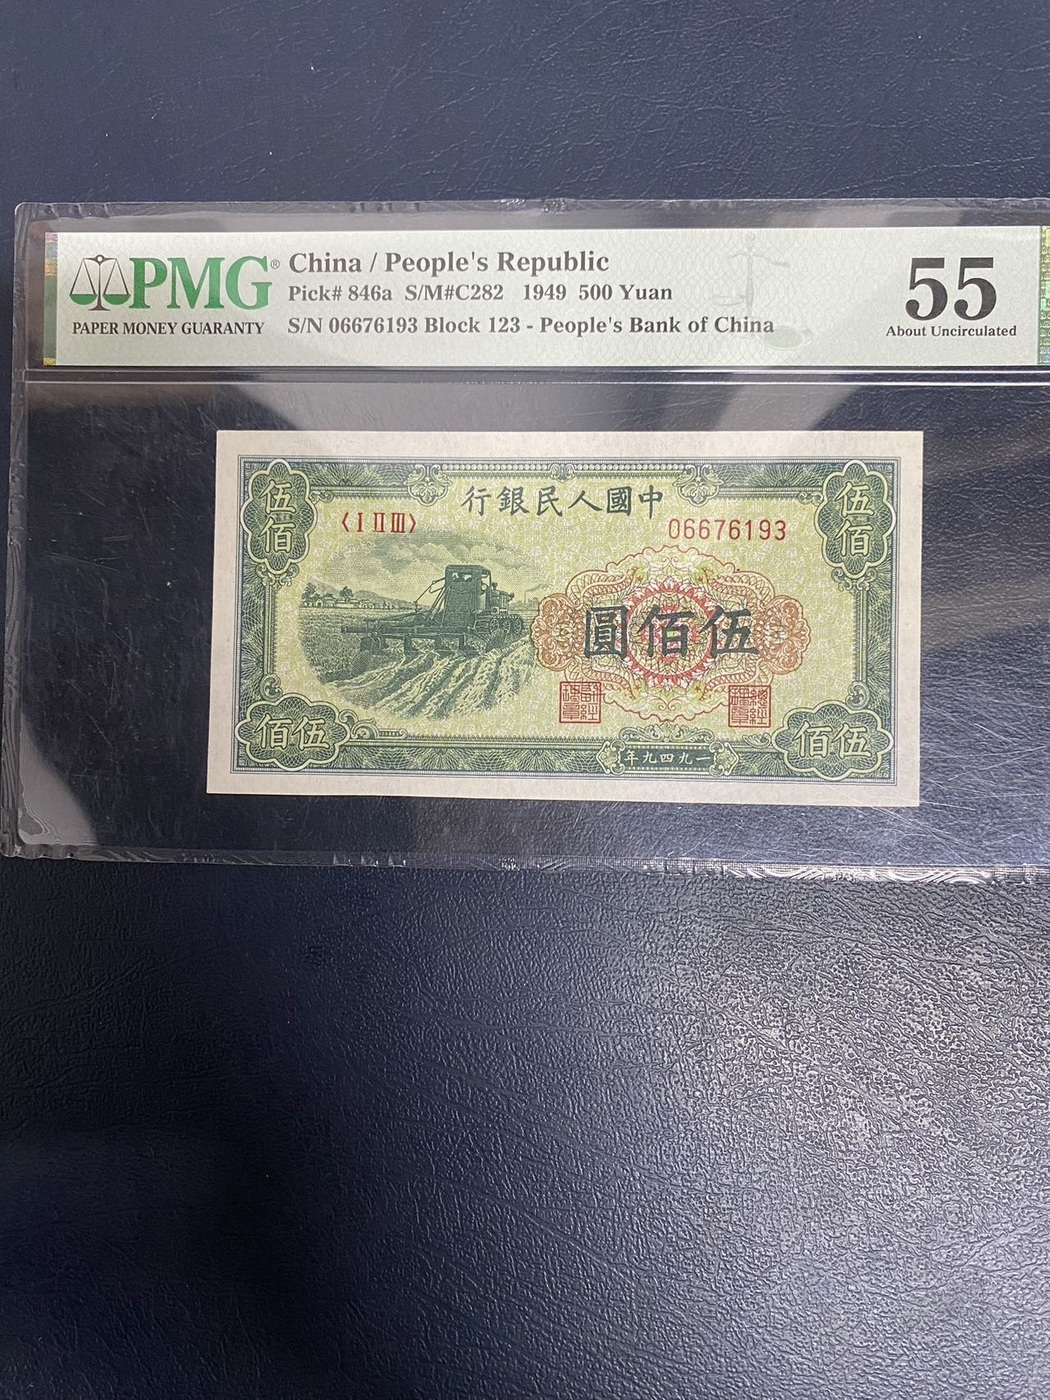 PMG®
PAPER MONEY GUARANTY
China / People's Republic
Pick# 846a S/M#C282 1949 500 Yuan
S/N 06676193 Block 123 - People's Bank of China
55
About Uncirculated
行銀民人國中
伍佰
伍佰
〈I II III〉
06676193
圓佰伍
佰伍
佰伍
年九四九一